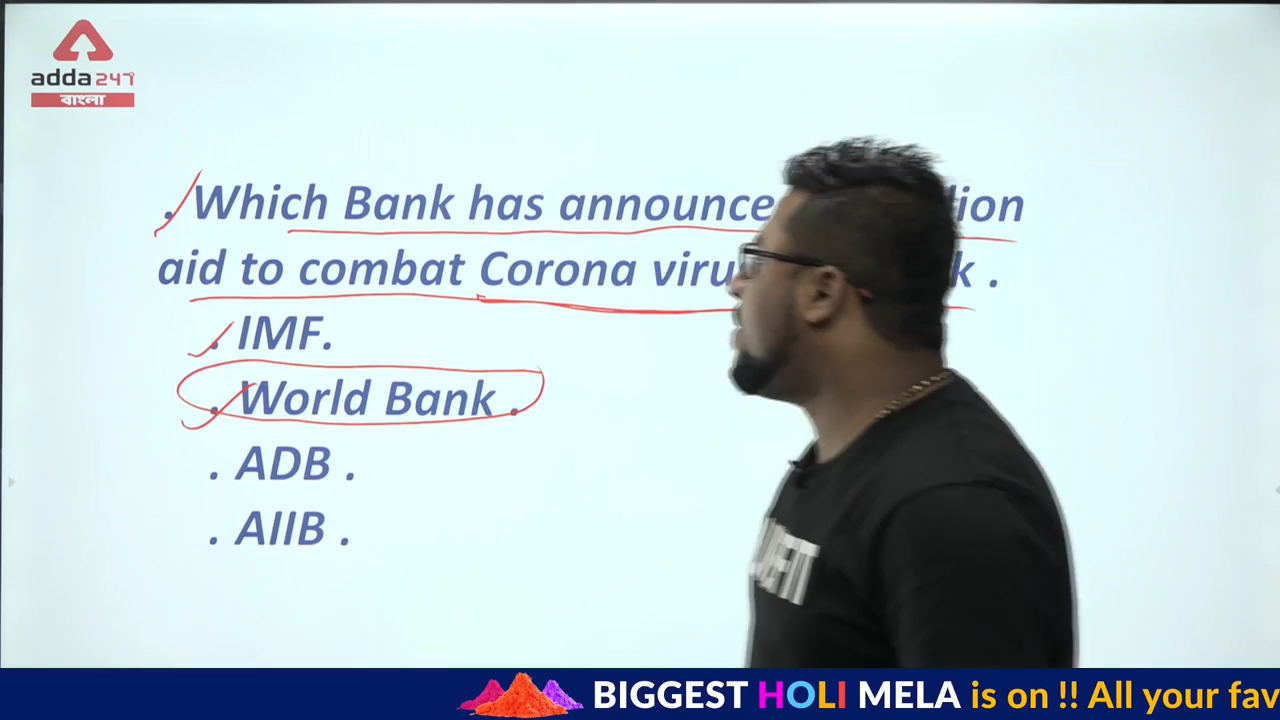 adda247
বাংলা
. Which Bank has announce
aid to combat Corona viru
. IMF.
. World Bank .
. ADB .
. AIIB .
BIGGEST HOLI MELA is on !! All your fav